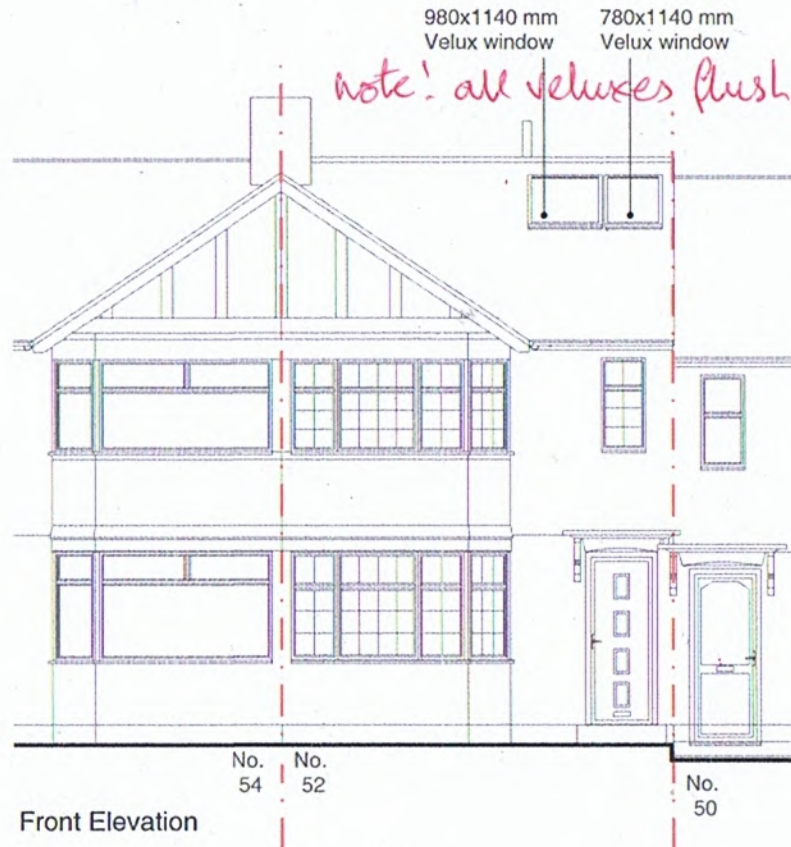 980x1140 mm
Velux window
780x1140 mm
Velux window
note! all veluxes flush
No.
54
No.
52
No.
50
Front Elevation